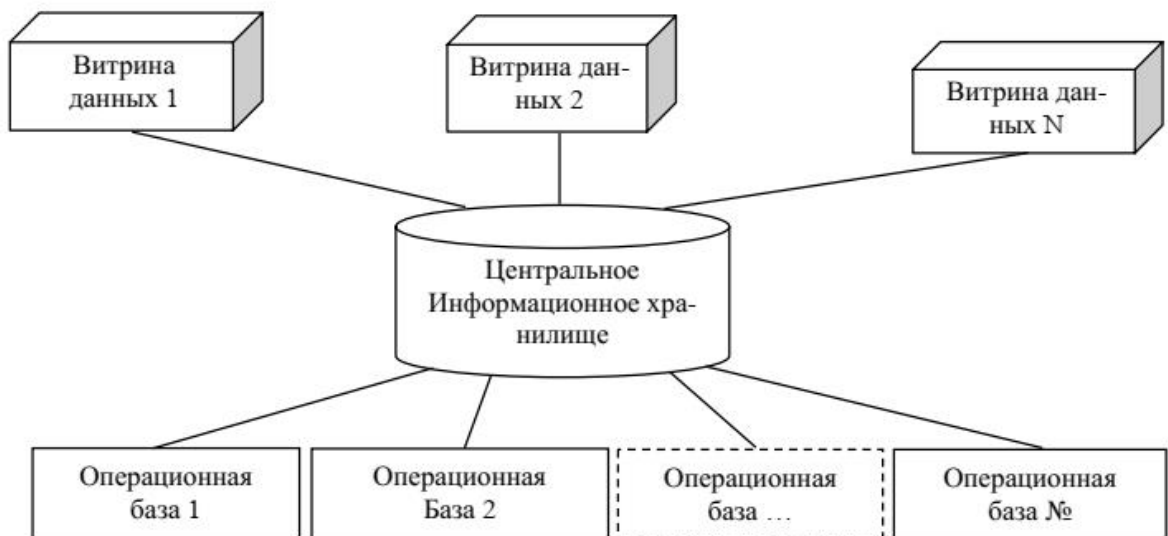 Витрина
данных 1
Витрина дан-
ных 2
Витрина дан-
ных N
Центральное
Информационное хра-
нилище
Операционная
база 1
Операционная
База 2
Операционная
база ...
Операционная
база №